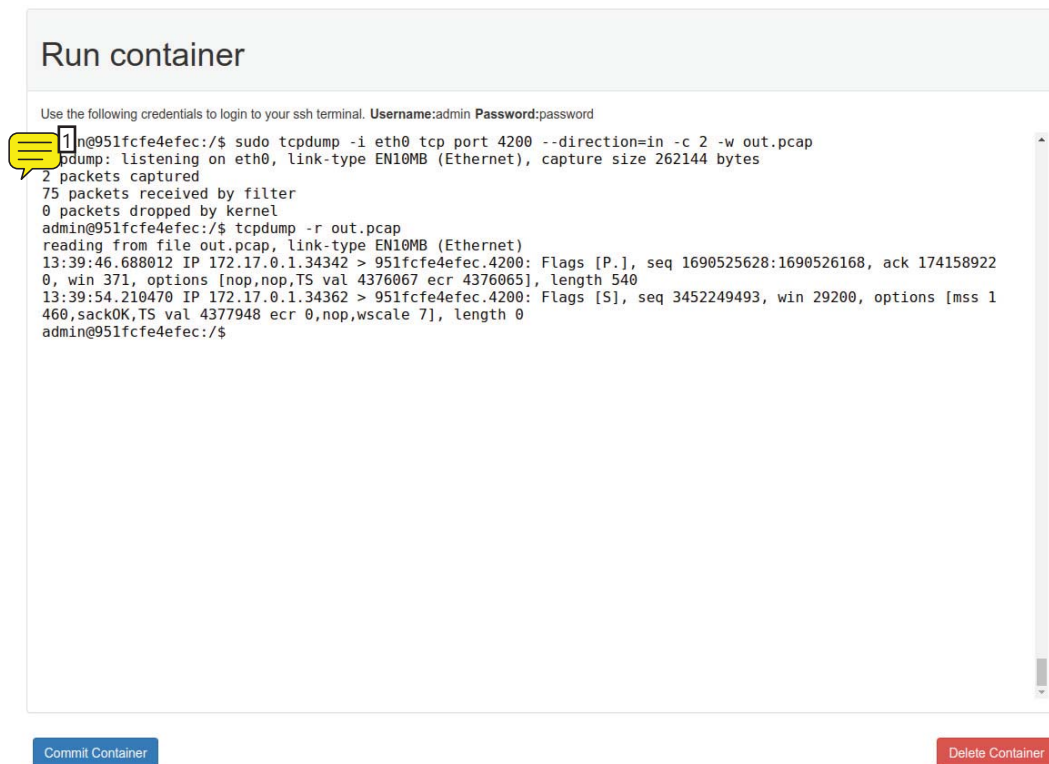 Run container
Use the following credentials to login to your ssh terminal. Username:admin Password:password
1
n@951fcfe4efec:/$ sudo tcpdump -i eth0 tcp port 4200 --direction=in -c 2 -w out.pcap
pdump: listening on eth0, link-type EN10MB (Ethernet), capture size 262144 bytes
2 packets captured
75 packets received by filter
0 packets dropped by kernel
admin@951fcfe4efec:/$ tcpdump -r out.pcap
reading from file out.pcap, link-type EN10MB (Ethernet)
13:39:46.688012 IP 172.17.0.1.34342 > 951fcfe4efec.4200: Flags [P.], seq 1690525628:1690526168, ack 174158922
0, win 371, options [nop,nop,TS val 4376067 ecr 4376065], length 540
13:39:54.210470 IP 172.17.0.1.34362 > 951fcfe4efec.4200: Flags [S], seq 3452249493, win 29200, options [mss 1
460,sackOK,TS val 4377948 ecr 0,nop,wscale 7], length 0
admin@951fcfe4efec:/$
Commit Container
Delete Container